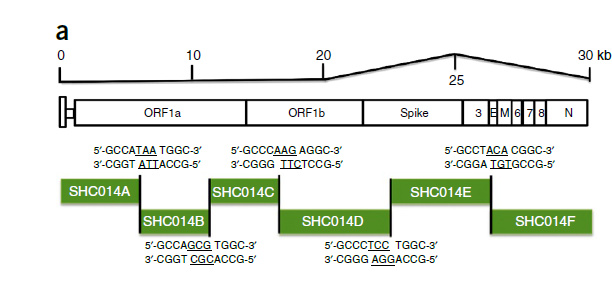 a
0 10 20 25 30 kb
ORF1a ORF1b Spike 3 E M 6 7 8 N
5′-GCCATAA TGGC-3′ 5′-GCCCAAG AGGC-3′ 5′-GCCTACA CGGC-3′
3′-CGGT ATTACCG-5′ 3′-CGGG TTCTCCG-5′ 3′-CGGA TGTGCCG-5′
SHC014A SHC014C SHC014E
SHC014B SHC014D SHC014F
5′-GCCAGCG TGGC-3′ 5′-GCCCTCC TGGC-3′
3′-CGGT CGCACCG-5′ 3′-CGGG AGGACCG-5′